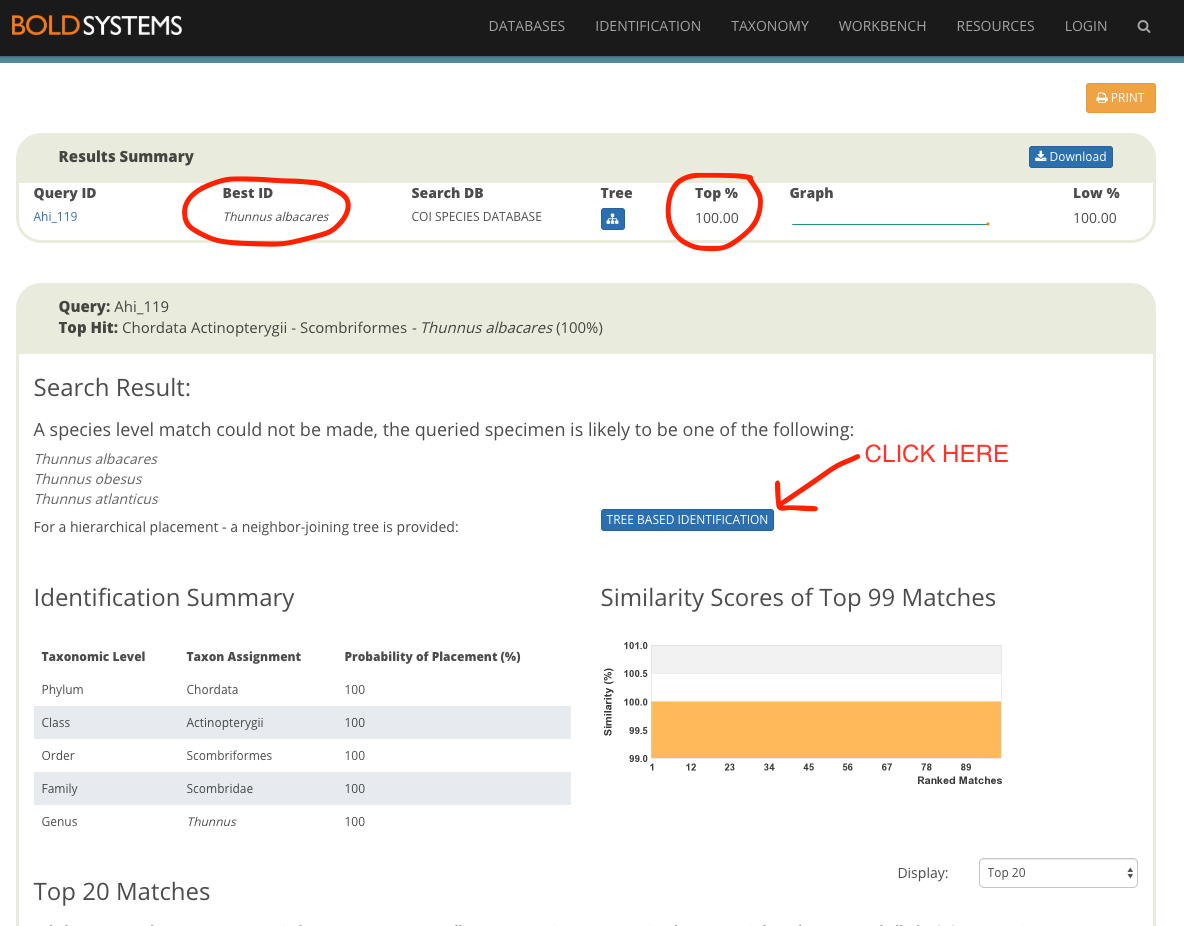 BOLDSYSTEMS DATABASES IDENTIFICATION TAXONOMY WORKBENCH RESOURCES LOGIN
PRINT
Results Summary Download
Query ID Best ID Search DB Tree Top % Graph Low %
Ahi_119 Thunnus albacares COI SPECIES DATABASE 100.00 100.00
Query: Ahi_119
Top Hit: Chordata Actinopterygii - Scombriformes - Thunnus albacares (100%)
Search Result:
A species level match could not be made, the queried specimen is likely to be one of the following:
CLICK HERE
Thunnus albacares
Thunnus obesus
Thunnus atlanticus
For a hierarchical placement - a neighbor-joining tree is provided:
TREE BASED IDENTIFICATION
Identification Summary
Taxonomic Level Taxon Assignment Probability of Placement (%)
Phylum Chordata 100
Class Actinopterygii 100
Order Scombriformes 100
Family Scombridae 100
Genus Thunnus 100
Similarity Scores of Top 99 Matches
101.0
100.5
100.0
99.5
99.0
Similarity (%)
1 12 23 34 45 56 67 78 89
Ranked Matches
Display: Top 20
Top 20 Matches